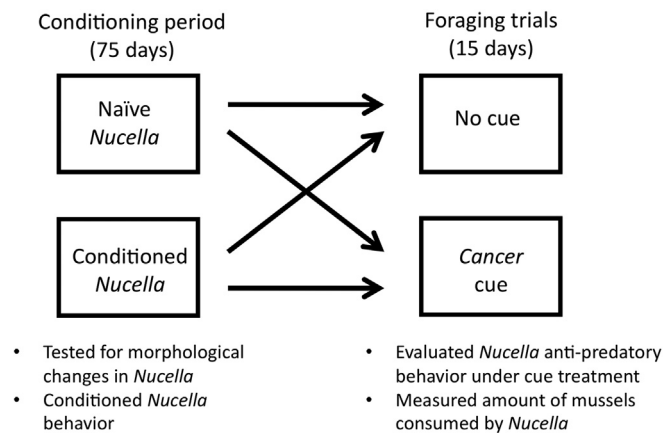 Conditioning period
(75 days)
Foraging trials
(15 days)
Naïve
Nucella
No cue
Conditioned
Nucella
Cancer
cue
• Tested for morphological
changes in Nucella
• Conditioned Nucella
behavior
• Evaluated Nucella anti-predatory
behavior under cue treatment
• Measured amount of mussels
consumed by Nucella